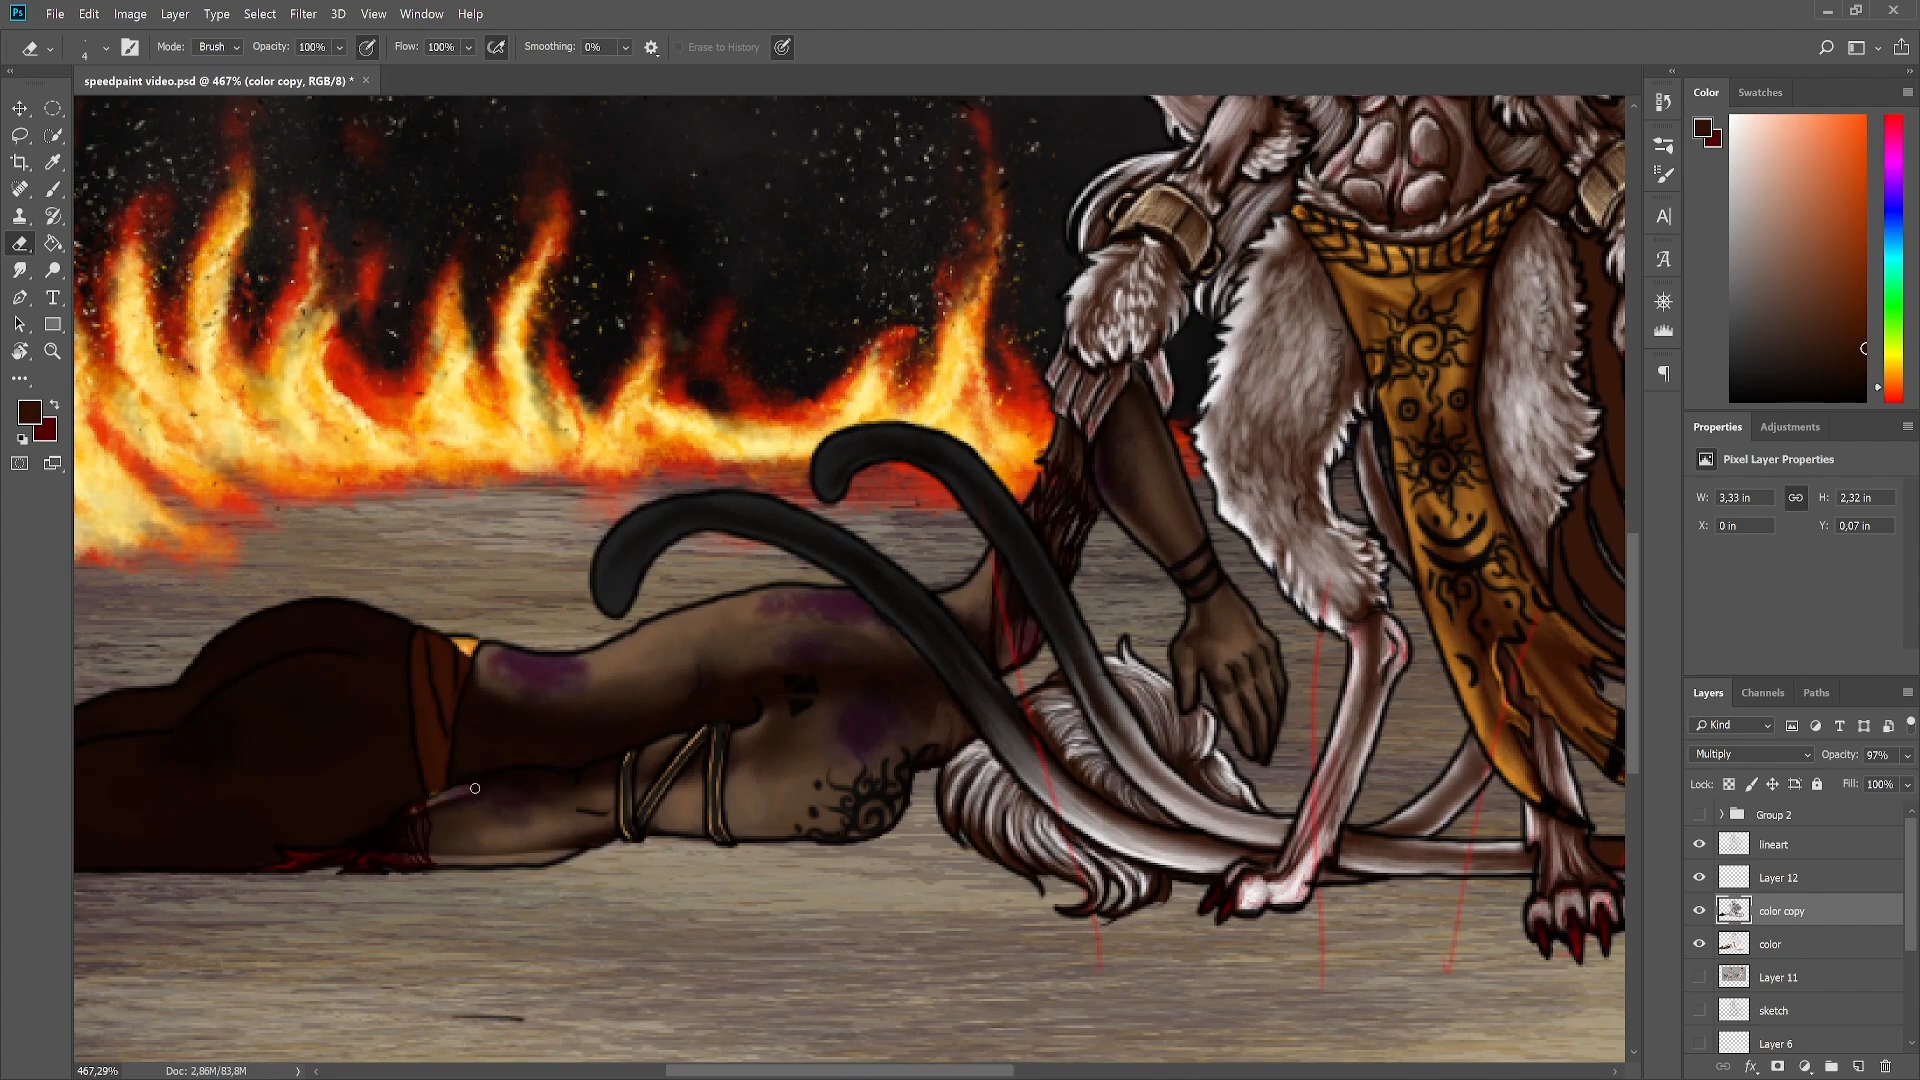 Ps File Edit Image Layer Type Select Filter 3D View Window Help
4 Mode: Brush Opacity: 100% Flow: 100% Smoothing: 0% Erase to History
speedpaint video.psd @ 467% (color copy, RGB/8) * ×
Color Swatches
Properties Adjustments
Pixel Layer Properties
W: 3,33 in H: 2,32 in
X: 0 in Y: 0,07 in
Layers Channels Paths
Kind
Multiply Opacity: 97%
Lock: Fill: 100%
Group 2
lineart
Layer 12
color copy
color
Layer 11
sketch
Layer 6
467,29% Doc: 2,86M/83,8M